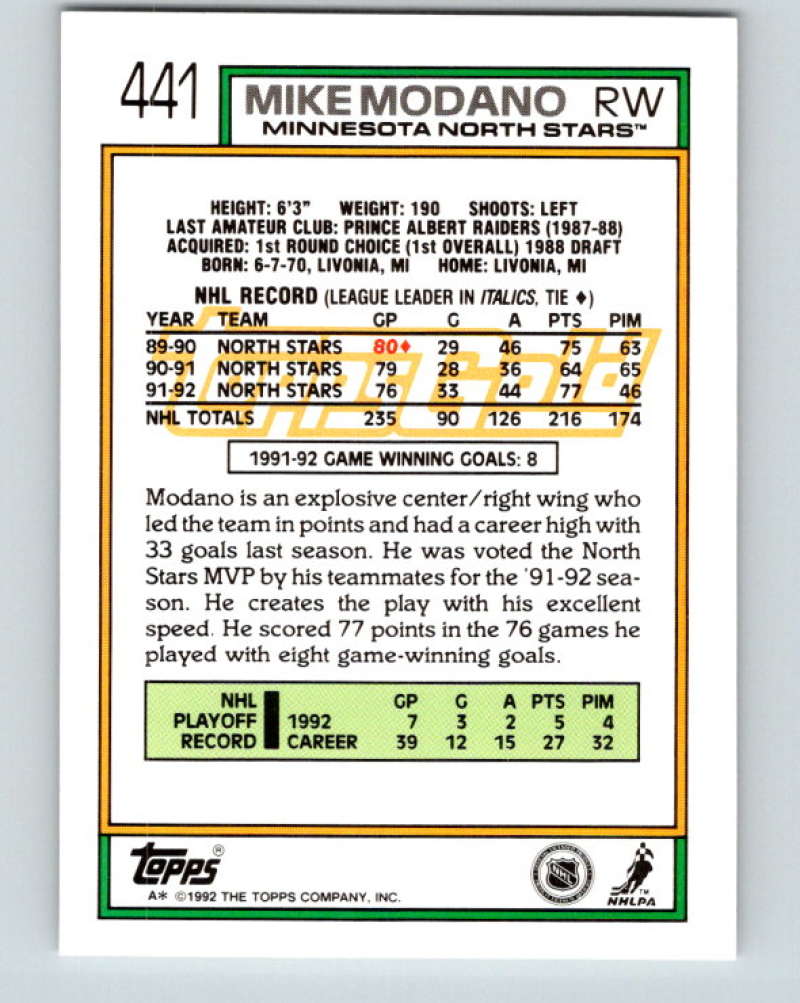 441
MIKE MODANO RW
MINNESOTA NORTH STARS™
HEIGHT: 6'3" WEIGHT: 190 SHOOTS: LEFT
LAST AMATEUR CLUB: PRINCE ALBERT RAIDERS (1987-88)
ACQUIRED: 1st ROUND CHOICE (1st OVERALL) 1988 DRAFT
BORN: 6-7-70, LIVONIA, MI HOME: LIVONIA, MI
NHL RECORD (LEAGUE LEADER IN ITALICS, TIE ♦)
YEAR TEAM GP G A PTS PIM
89-90 NORTH STARS 80♦ 29 46 75 63
90-91 NORTH STARS 79 28 36 64 65
91-92 NORTH STARS 76 33 44 77 46
NHL TOTALS 235 90 126 216 174
ToppsGold
1991-92 GAME WINNING GOALS: 8
Modano is an explosive center/right wing who
led the team in points and had a career high with
33 goals last season. He was voted the North
Stars MVP by his teammates for the '91-92 sea-
son. He creates the play with his excellent
speed. He scored 77 points in the 76 games he
played with eight game-winning goals.
NHL GP G A PTS PIM
PLAYOFF 1992 7 3 2 5 4
RECORD CAREER 39 12 15 27 32
Topps®
A* ©1992 THE TOPPS COMPANY, INC.
NHL
TM
NHLPA